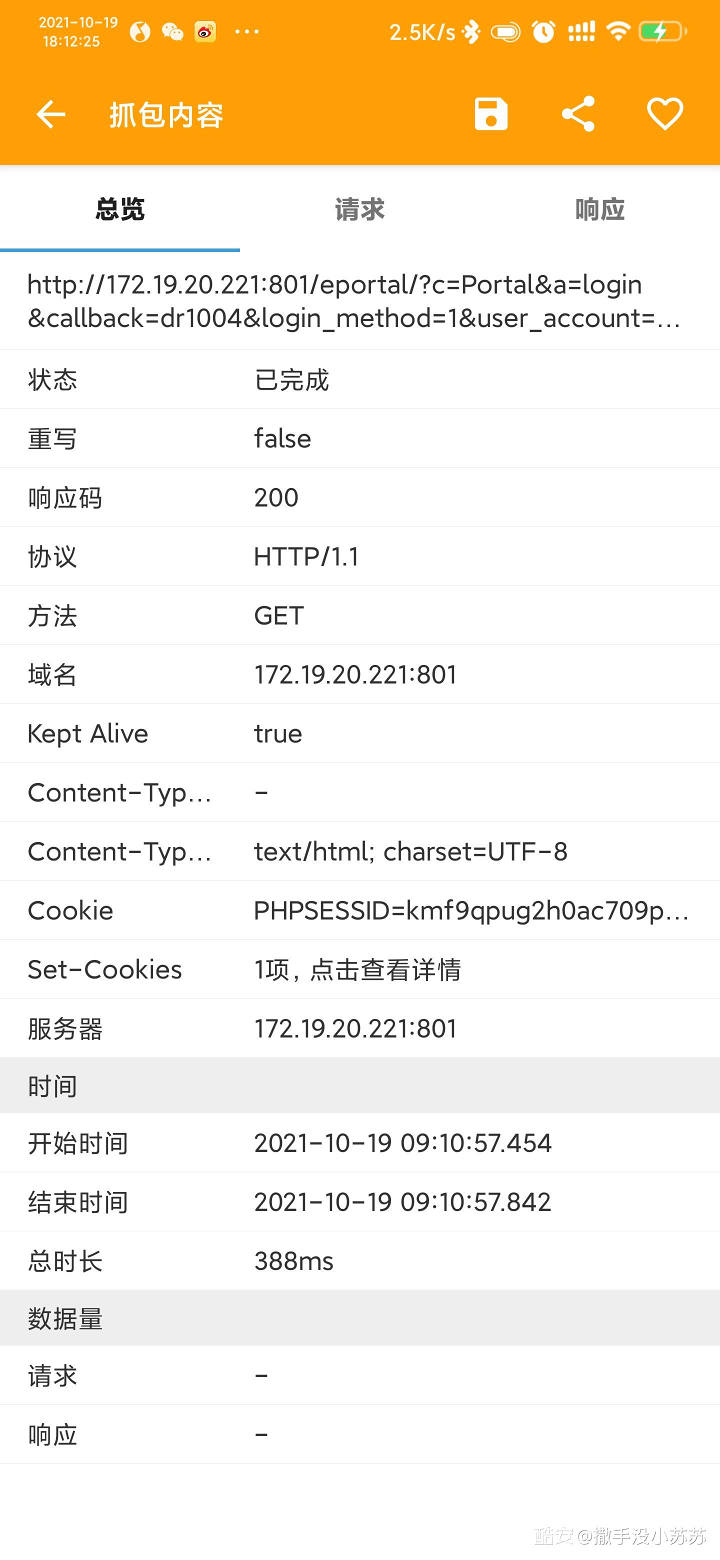 2021-10-19
18:12:25
2.5K/s
抓包内容
总览
请求
响应
http://172.19.20.221:801/eportal/?c=Portal&a=login
&callback=dr1004&login_method=1&user_account=...
状态 已完成
重写 false
响应码 200
协议 HTTP/1.1
方法 GET
域名 172.19.20.221:801
Kept Alive true
Content-Typ... -
Content-Typ... text/html; charset=UTF-8
Cookie PHPSESSID=kmf9qpug2h0ac709p...
Set-Cookies 1项, 点击查看详情
服务器 172.19.20.221:801
时间
开始时间 2021-10-19 09:10:57.454
结束时间 2021-10-19 09:10:57.842
总时长 388ms
数据量
请求 -
响应 -
酷安@撒手没小苏苏